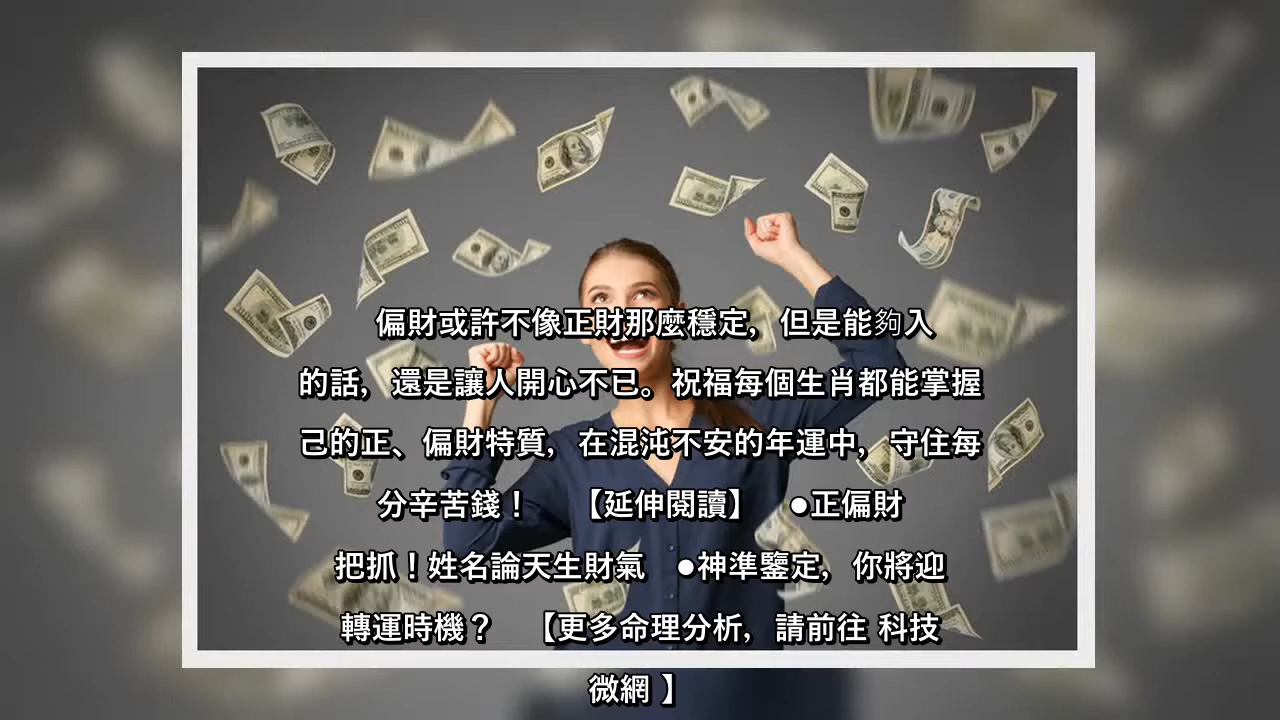 偏財或許不像正財那麼穩定，但是能夠入
的話，還是讓人開心不已。祝福每個生肖都能掌握
己的正、偏財特質，在混沌不安的年運中，守住每
分辛苦錢！ 【延伸閱讀】 ●正偏財
把抓！姓名論天生財氣 ●神準鑒定，你將迎
轉運時機？ 【更多命理分析，請前往 科技
微網 】